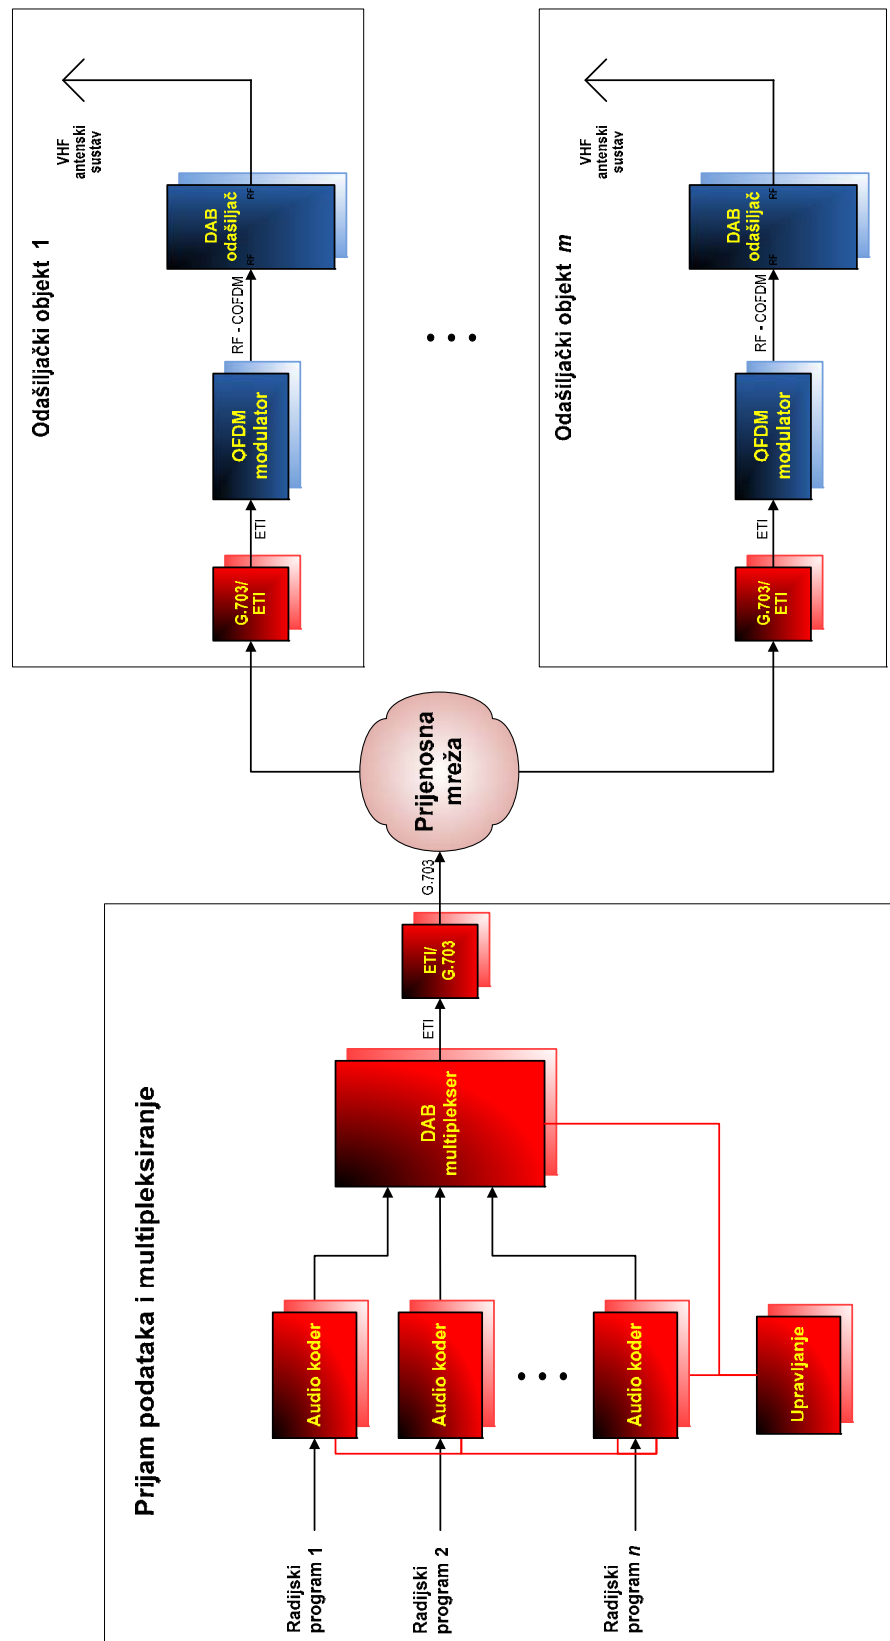 Prijam podataka i multipleksiranje
Radijski
program 1
Radijski
program 2
Radijski
program n
Audio koder
Audio koder
Audio koder
Upravljanje
DAB
multiplekser
ETI
ETI/
G.703
G.703
Prijenosna
mreža
Odašiljački objekt 1
G.703/
ETI
ETI
OFDM
modulator
RF - COFDM
RF
DAB
odašiljač
RF
VHF
antenski
sustav
Odašiljački objekt m
G.703/
ETI
ETI
OFDM
modulator
RF - COFDM
RF
DAB
odašiljač
RF
VHF
antenski
sustav